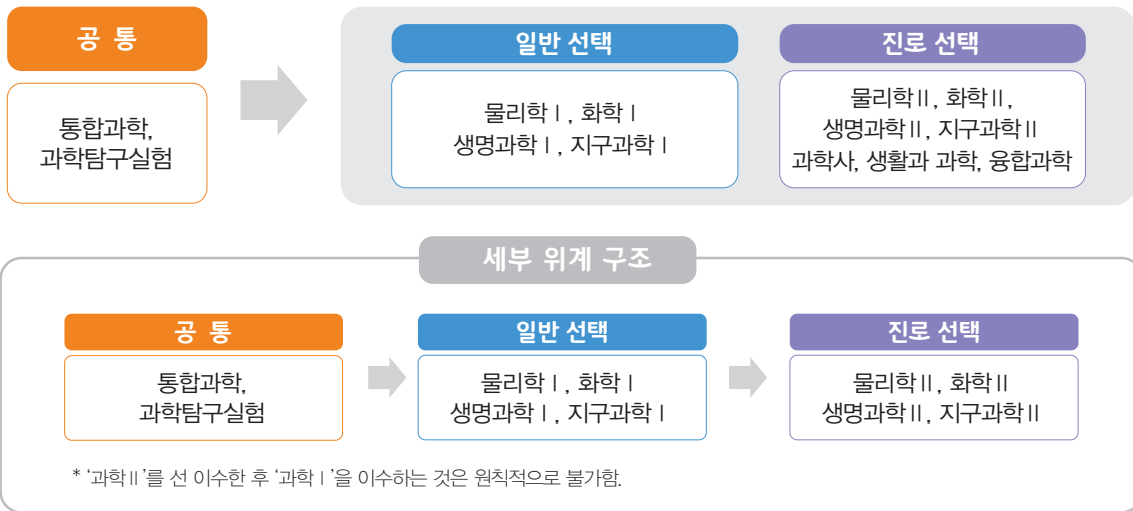 공 통
일반 선택
진로 선택
통합과학,
과학탐구실험
물리학Ⅰ, 화학Ⅰ
생명과학Ⅰ, 지구과학Ⅰ
물리학Ⅱ, 화학Ⅱ,
생명과학Ⅱ, 지구과학Ⅱ
과학사, 생활과 과학, 융합과학
세부 위계 구조
공 통
일반 선택
진로 선택
통합과학,
과학탐구실험
물리학Ⅰ, 화학Ⅰ
생명과학Ⅰ, 지구과학Ⅰ
물리학Ⅱ, 화학Ⅱ
생명과학Ⅱ, 지구과학Ⅱ
* ‘과학Ⅱ’를 선 이수한 후 ‘과학Ⅰ’을 이수하는 것은 원칙적으로 불가함.